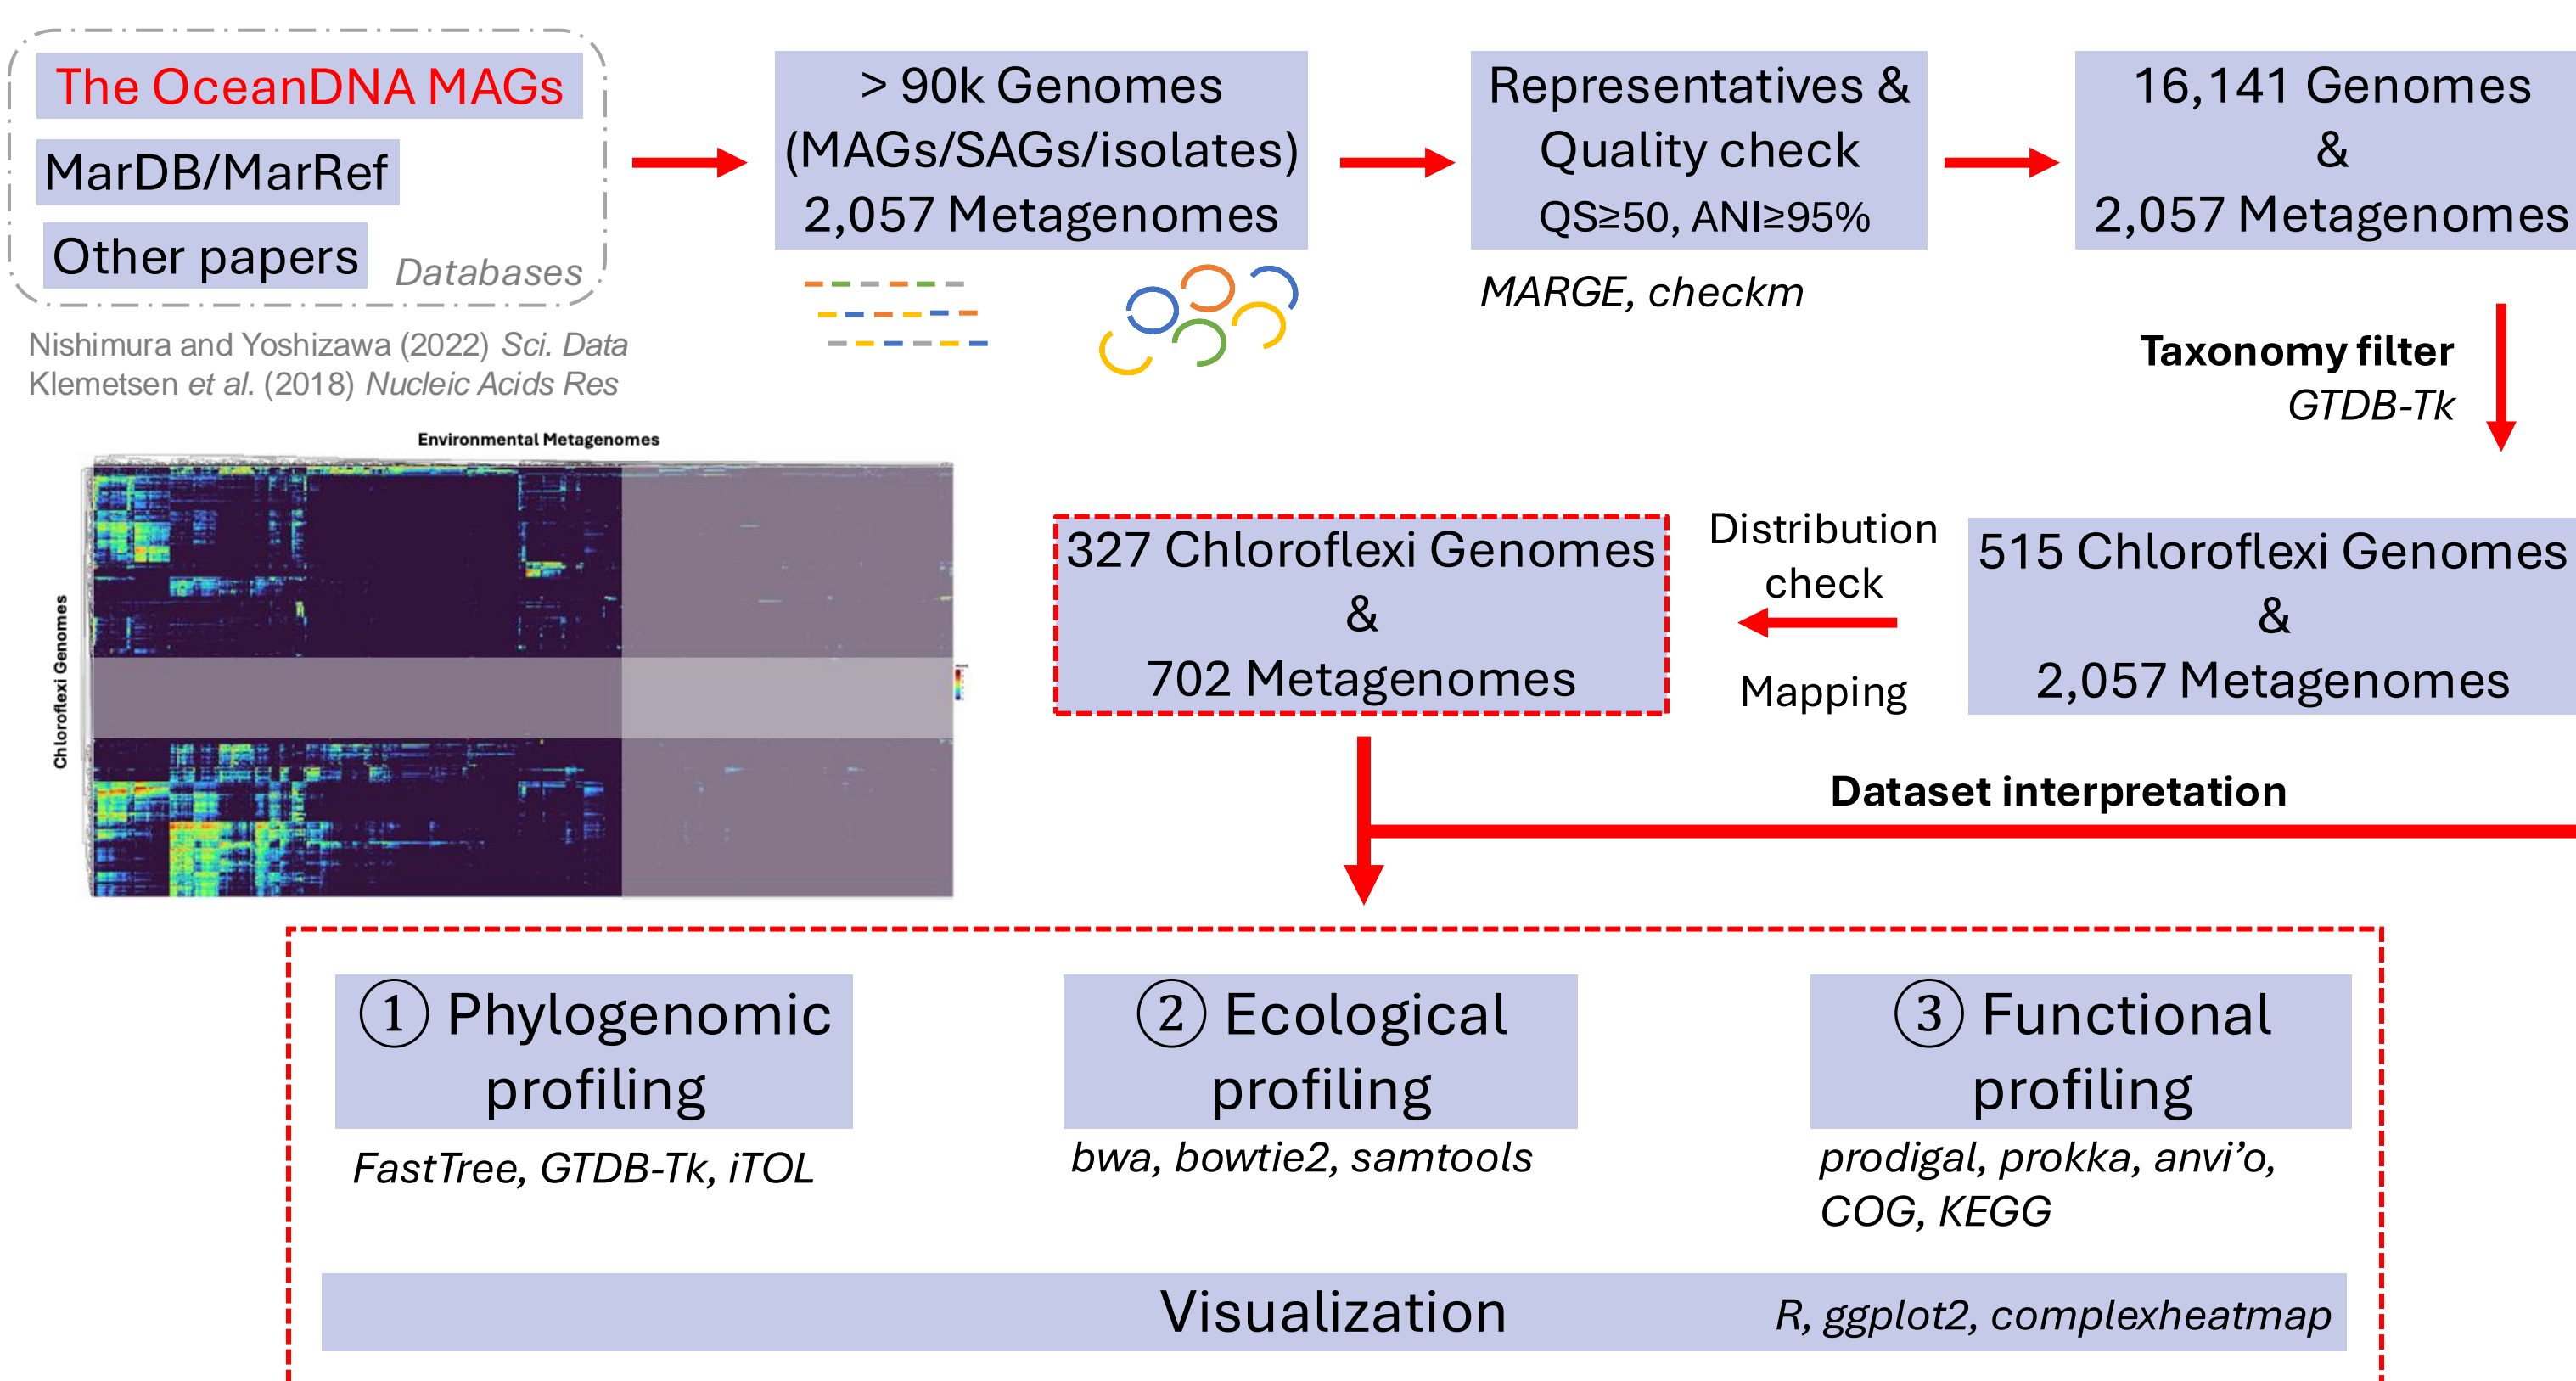 The OceanDNA MAGs
MarDB/MarRef
Other papers
Databases
Nishimura and Yoshizawa (2022) Sci. Data
Klemetsen et al. (2018) Nucleic Acids Res
> 90k Genomes
(MAGs/SAGs/isolates)
2,057 Metagenomes
Representatives &
Quality check
QS≥50, ANI≥95%
MARGE, checkm
16,141 Genomes
&
2,057 Metagenomes
Taxonomy filter
GTDB-Tk
515 Chloroflexi Genomes
&
2,057 Metagenomes
Distribution
check
Mapping
327 Chloroflexi Genomes
&
702 Metagenomes
Environmental Metagenomes
Chloroflexi Genomes
Dataset interpretation
① Phylogenomic
profiling
FastTree, GTDB-Tk, iTOL
② Ecological
profiling
bwa, bowtie2, samtools
③ Functional
profiling
prodigal, prokka, anvi’o,
COG, KEGG
Visualization
R, ggplot2, complexheatmap